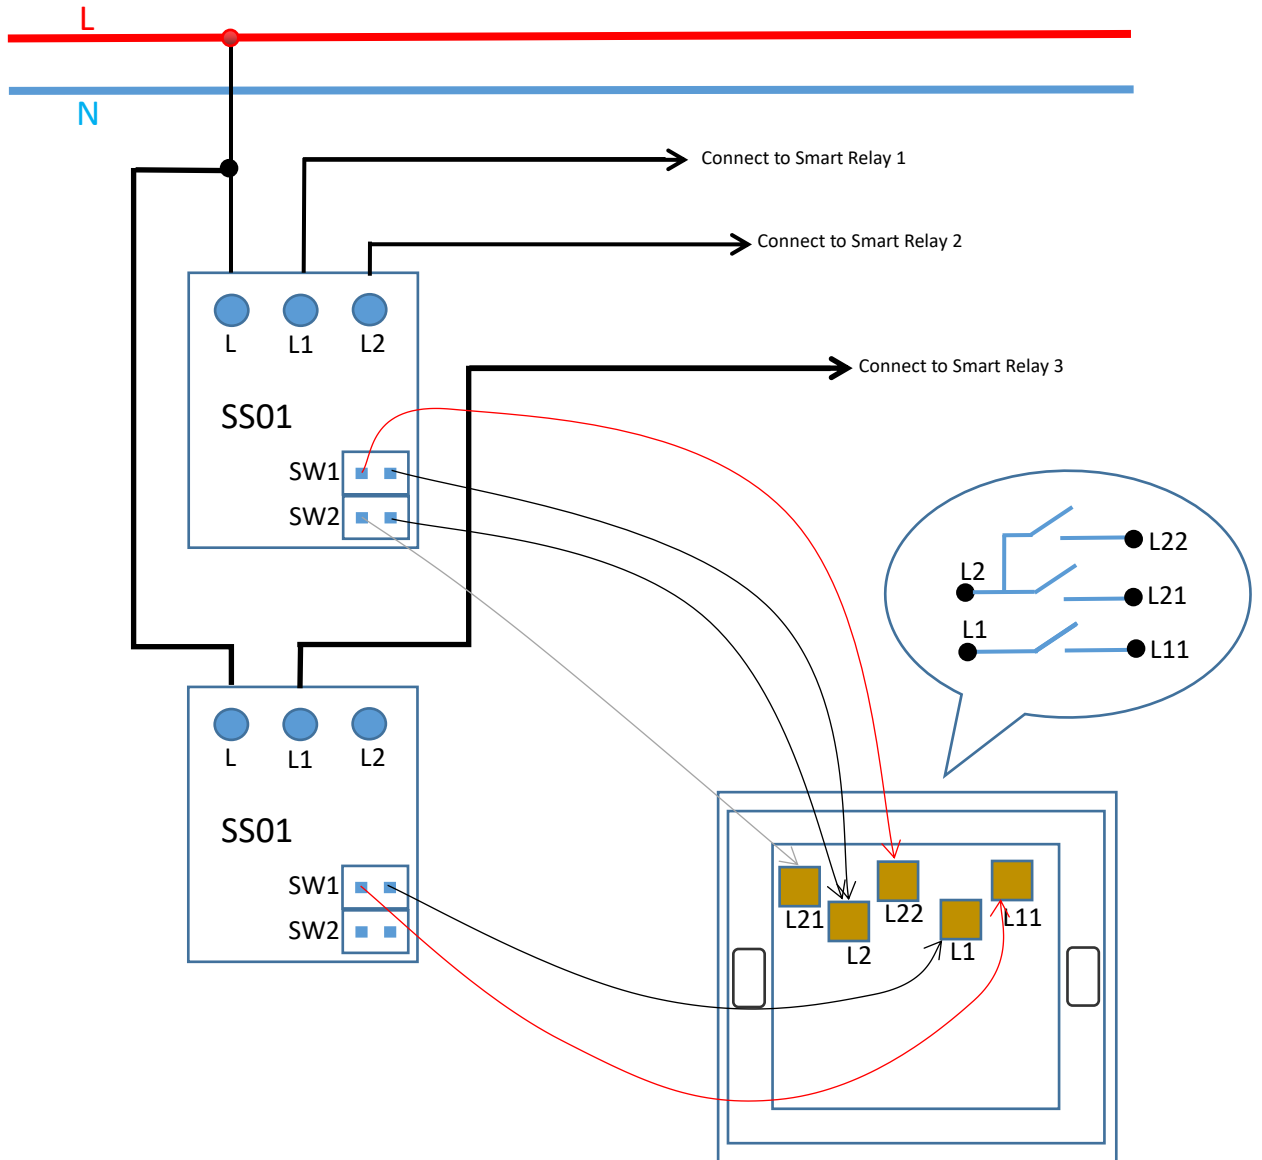 L
N
Connect to Smart Relay 1
Connect to Smart Relay 2
L
L1
L2
Connect to Smart Relay 3
SS01
SW1
SW2
L22
L2
L21
L1
L11
L
L1
L2
SS01
SW1
SW2
L21
L2
L22
L1
L11